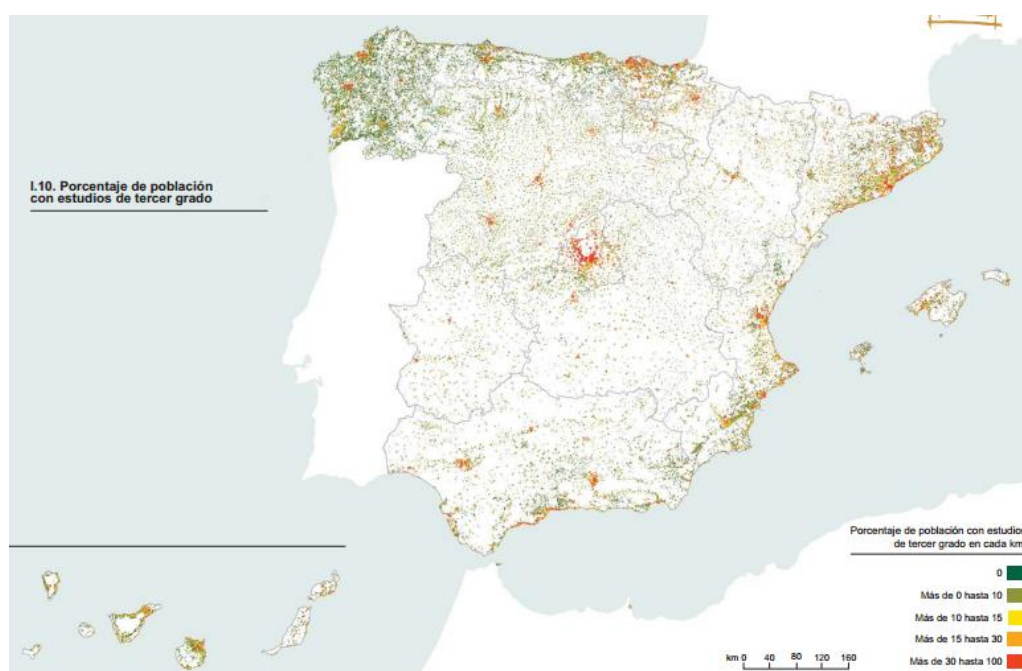 I.10. Porcentaje de población
con estudios de tercer grado
Porcentaje de población con estudios
de tercer grado en cada km
0
Más de 0 hasta 10
Más de 10 hasta 15
Más de 15 hasta 30
Más de 30 hasta 100
km 0 40 80 120 160